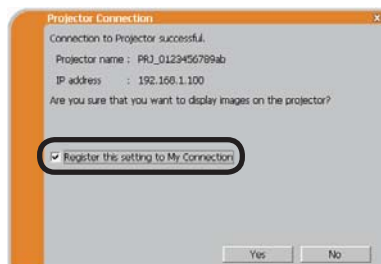 Projector Connection
Connection to Projector successful.
Projector name : PRJ_0123456789ab
IP address : 192.168.1.100
Are you sure that you want to display images on the projector?
Register this setting to My Connection
Yes No